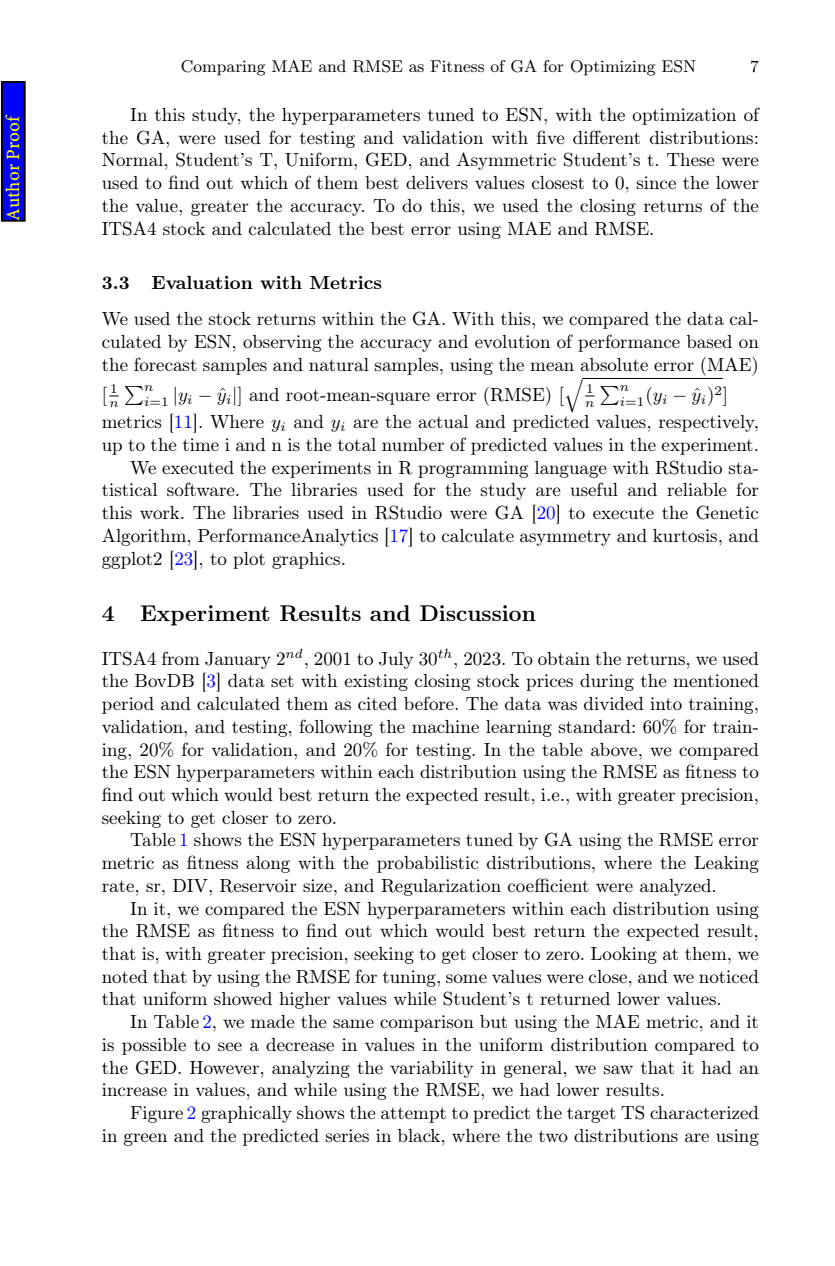 Comparing MAE and RMSE as Fitness of GA for Optimizing ESN 7
Author Proof
In this study, the hyperparameters tuned to ESN, with the optimization of
the GA, were used for testing and validation with five different distributions:
Normal, Student's T, Uniform, GED, and Asymmetric Student's t. These were
used to find out which of them best delivers values closest to 0, since the lower
the value, greater the accuracy. To do this, we used the closing returns of the
ITSA4 stock and calculated the best error using MAE and RMSE.
3.3 Evaluation with Metrics
We used the stock returns within the GA. With this, we compared the data cal-
culated by ESN, observing the accuracy and evolution of performance based on
the forecast samples and natural samples, using the mean absolute error (MAE)
[$\frac{1}{n}\sum_{i=1}^{n}|y_i - \hat{y}_i|$] and root-mean-square error (RMSE) [$\sqrt{\frac{1}{n}\sum_{i=1}^{n}(y_i - \hat{y}_i)^2}$]
metrics [11]. Where $y_i$ and $y_i$ are the actual and predicted values, respectively,
up to the time i and n is the total number of predicted values in the experiment.
We executed the experiments in R programming language with RStudio sta-
tistical software. The libraries used for the study are useful and reliable for
this work. The libraries used in RStudio were GA [20] to execute the Genetic
Algorithm, PerformanceAnalytics [17] to calculate asymmetry and kurtosis, and
ggplot2 [23], to plot graphics.
4 Experiment Results and Discussion
ITSA4 from January 2$^{nd}$, 2001 to July 30$^{th}$, 2023. To obtain the returns, we used
the BovDB [3] data set with existing closing stock prices during the mentioned
period and calculated them as cited before. The data was divided into training,
validation, and testing, following the machine learning standard: 60% for train-
ing, 20% for validation, and 20% for testing. In the table above, we compared
the ESN hyperparameters within each distribution using the RMSE as fitness to
find out which would best return the expected result, i.e., with greater precision,
seeking to get closer to zero.
Table 1 shows the ESN hyperparameters tuned by GA using the RMSE error
metric as fitness along with the probabilistic distributions, where the Leaking
rate, sr, DIV, Reservoir size, and Regularization coefficient were analyzed.
In it, we compared the ESN hyperparameters within each distribution using
the RMSE as fitness to find out which would best return the expected result,
that is, with greater precision, seeking to get closer to zero. Looking at them, we
noted that by using the RMSE for tuning, some values were close, and we noticed
that uniform showed higher values while Student's t returned lower values.
In Table 2, we made the same comparison but using the MAE metric, and it
is possible to see a decrease in values in the uniform distribution compared to
the GED. However, analyzing the variability in general, we saw that it had an
increase in values, and while using the RMSE, we had lower results.
Figure 2 graphically shows the attempt to predict the target TS characterized
in green and the predicted series in black, where the two distributions are using